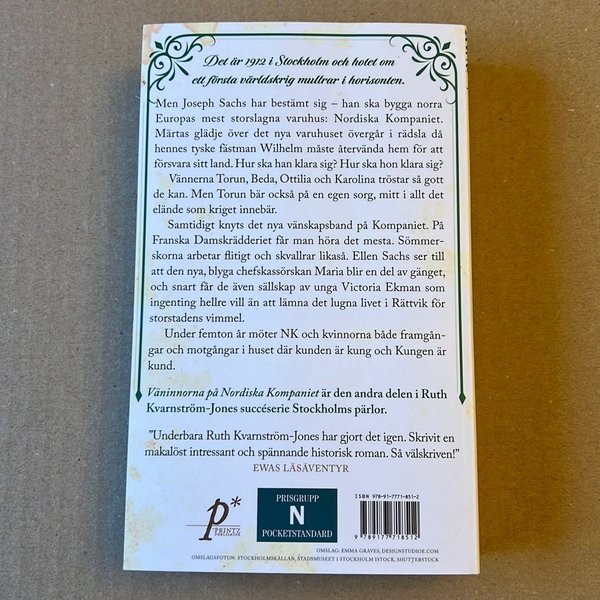 Det är 1912 i Stockholm och hotet om
ett första världskrig mullrar i horisonten.
Men Joseph Sachs har bestämt sig – han ska bygga norra
Europas mest storslagna varuhus: Nordiska Kompaniet.
Märtas glädje över det nya varuhuset övergår i rädsla då
hennes tyske fästman Wilhelm måste återvända hem för att
försvara sitt land. Hur ska han klara sig? Hur ska hon klara sig?
Vännerna Torun, Beda, Ottilia och Karolina tröstar så gott
de kan. Men Torun bär också på en egen sorg, mitt i allt det
elände som kriget innebär.
Samtidigt knyts det nya vänskapsband på Kompaniet. På
Franska Damskrädderiet får man höra det mesta. Sömmer-
skorna arbetar flitigt och skvallrar likaså. Ellen Sachs ser till
att den nya, blyga chefskassörskan Maria blir en del av gänget,
och snart får de även sällskap av unga Victoria Ekman som
ingenting hellre vill än att lämna det lugna livet i Rättvik för
storstadens vimmel.
Under femton år möter NK och kvinnorna både framgån-
gar och motgångar i huset där kunden är kung och Kungen är
kund.
Väninnorna på Nordiska Kompaniet är den andra delen i Ruth
Kvarnström-Jones succéserie Stockholms pärlor.
”Underbara Ruth Kvarnström-Jones har gjort det igen. Skrivit en
makalöst intressant och spännande historisk roman. Så välskriven!”
EWAS LÄSÄVENTYR
p*
PRINTZ
PUBLISHING
PRISGRUPP
N
POCKETSTANDARD
ISBN 978-91-7771-851-2
9 789177 718512
OMSLAG: EMMA GRAVES, DESIGNSTUDIOE.COM
OMSLAGSFOTON: STOCKHOLMSKÄLLAN, STADSMUSEET I STOCKHOLM ISTOCK, SHUTTERSTOCK